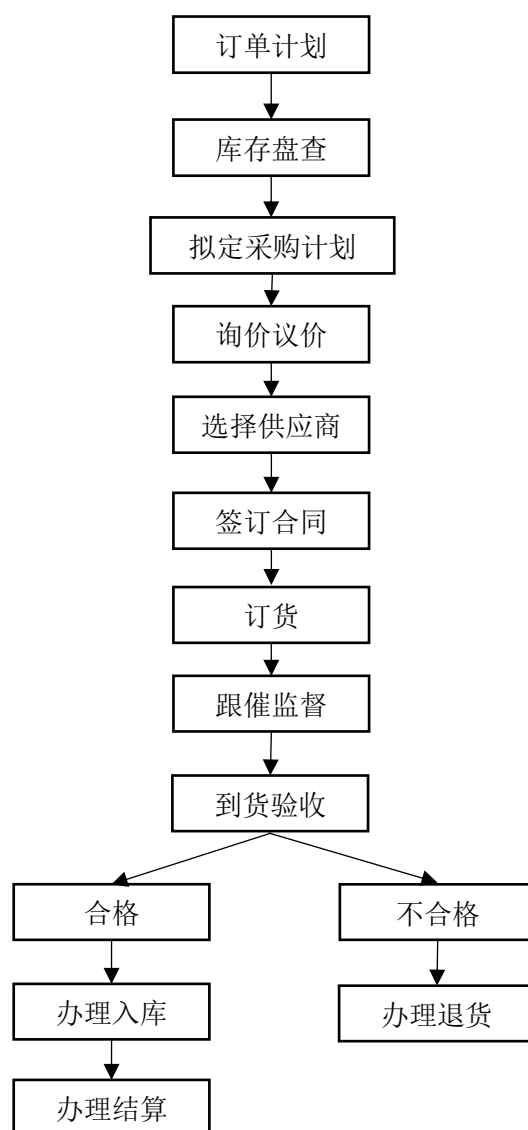 订单计划
库存盘查
拟定采购计划
询价议价
选择供应商
签订合同
订货
跟催监督
到货验收
合格
不合格
办理入库
办理退货
办理结算